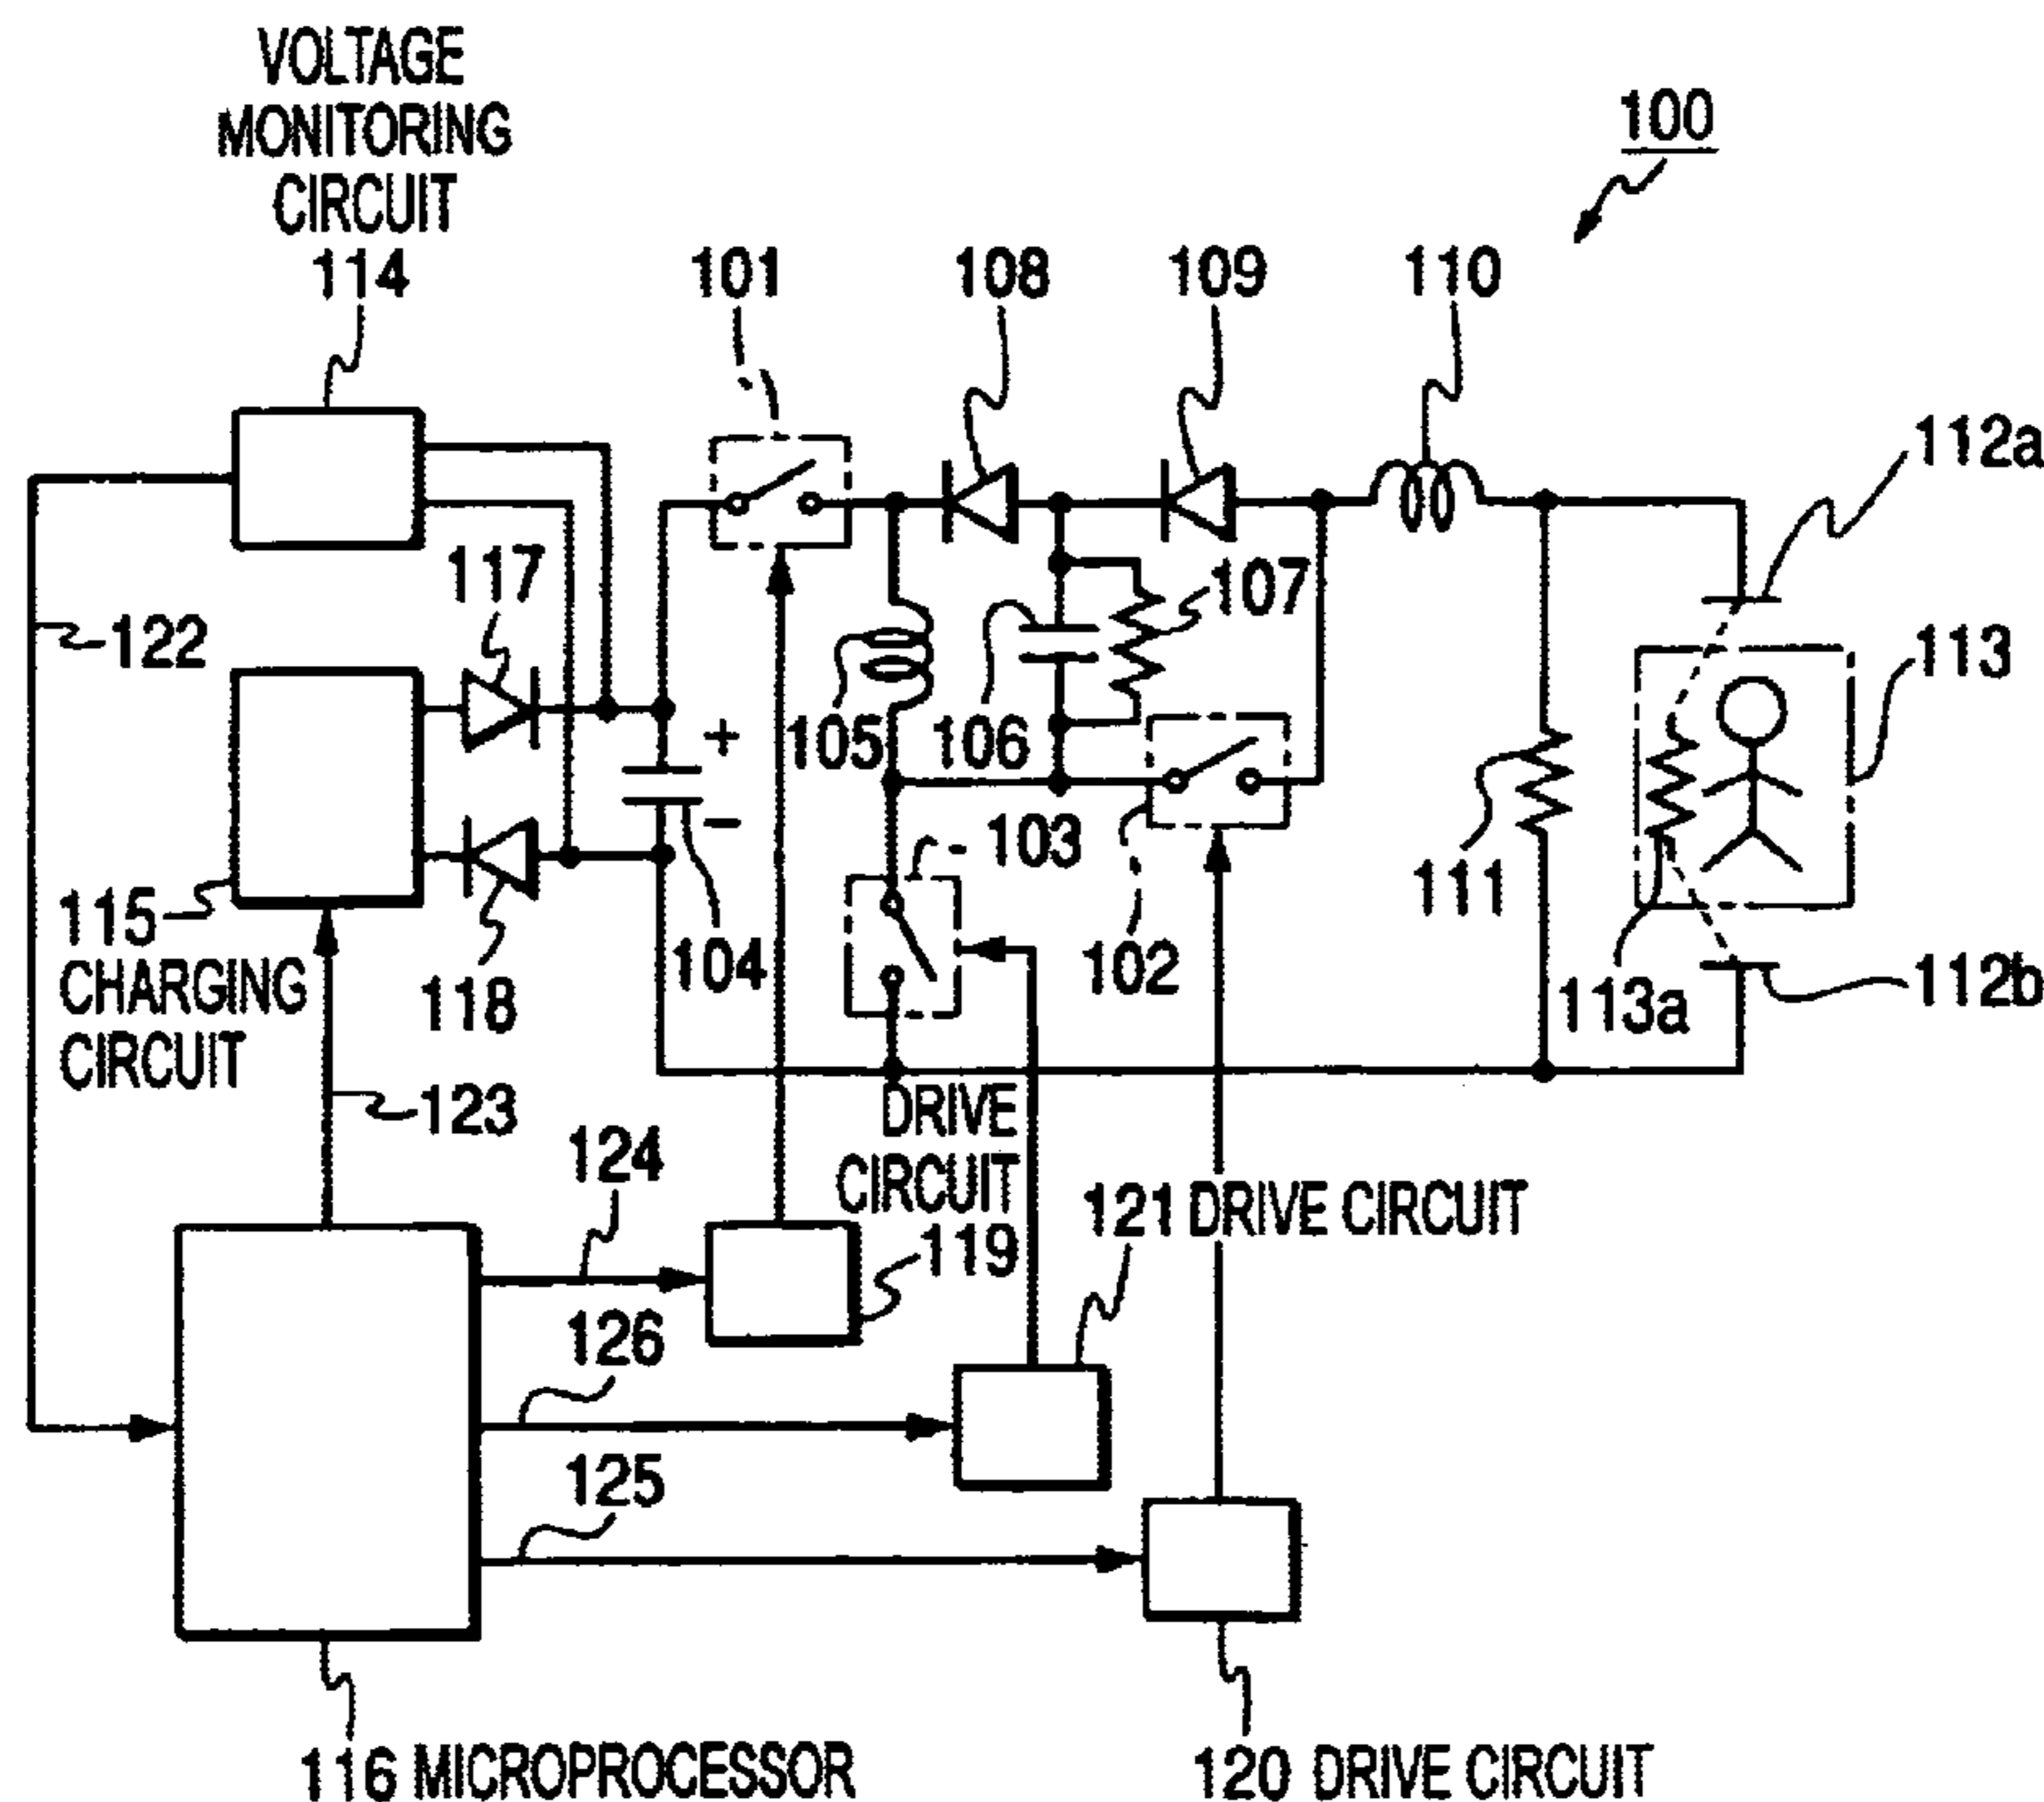 VOLTAGE
MONITORING
CIRCUIT
114
100
101
108
109
110
112a
117
107
122
113
105
106
103
111
115
CHARGING
CIRCUIT
118
104
102
113a
112b
123
DRIVE
CIRCUIT
119
124
121 DRIVE CIRCUIT
126
125
116 MICROPROCESSOR
120 DRIVE CIRCUIT
+
−